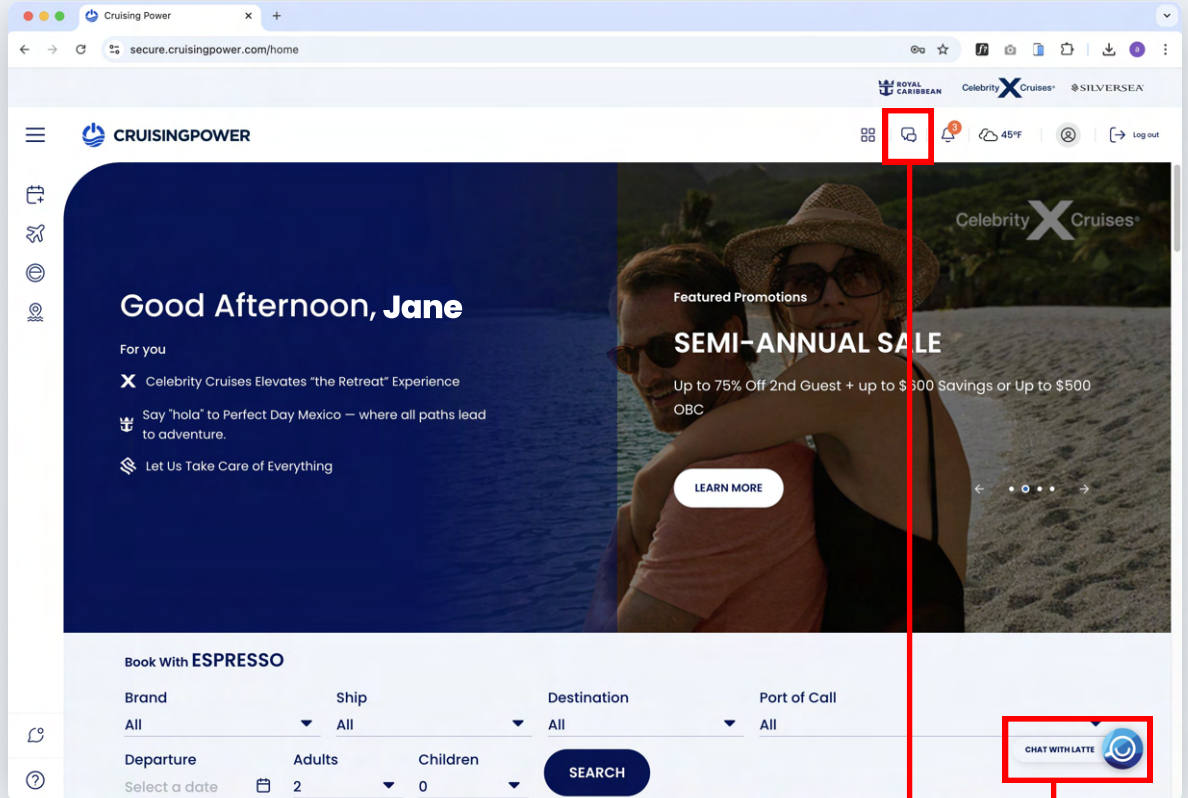 Cruising Power
secure.cruisingpower.com/home
a
ROYAL
CARIBBEAN
Celebrity X Cruises®
SILVERSEA
CRUISINGPOWER
3
45°F
Log out
Celebrity X Cruises®
Good Afternoon, Jane
For you
X Celebrity Cruises Elevates “the Retreat” Experience
Say "hola" to Perfect Day Mexico — where all paths lead
to adventure.
Let Us Take Care of Everything
Featured Promotions
SEMI-ANNUAL SALE
Up to 75% Off 2nd Guest + up to $600 Savings or Up to $500
OBC
LEARN MORE
Book With ESPRESSO
Brand
Ship
Destination
Port of Call
All
All
All
All
CHAT WITH LATTE
Departure
Adults
Children
Select a date
2
0
SEARCH